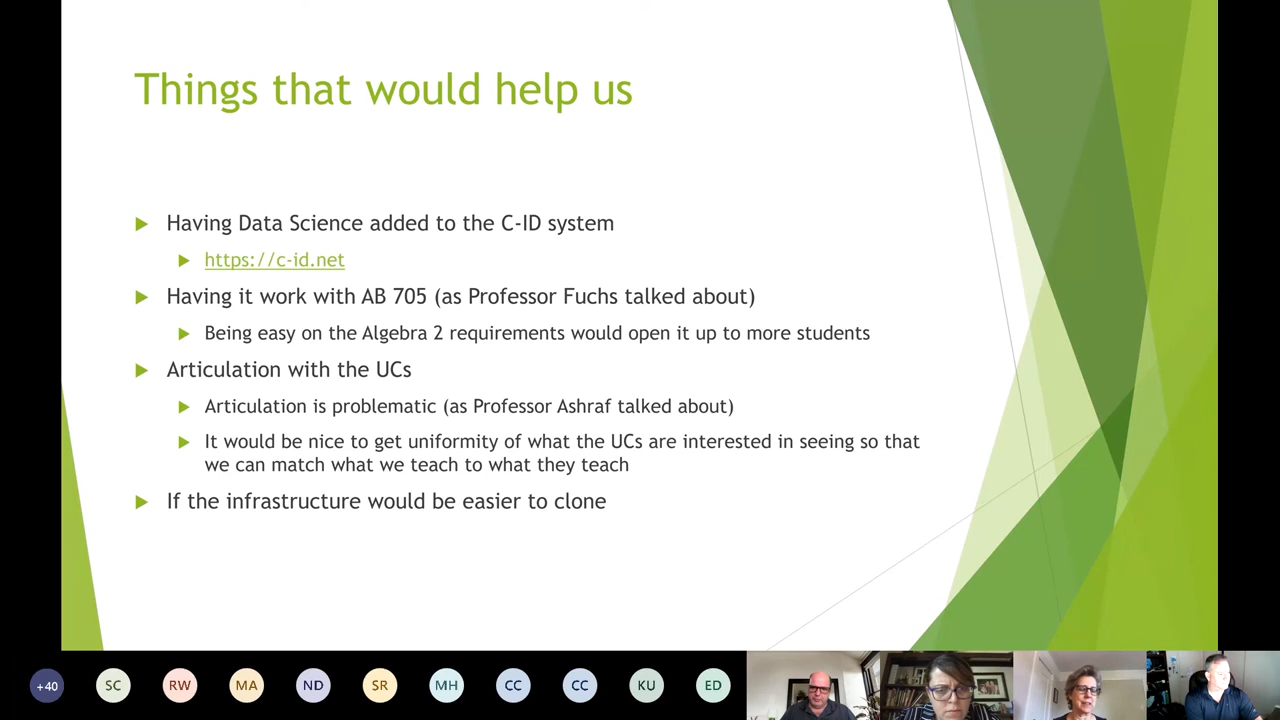 Things that would help us
Having Data Science added to the C-ID system
https://c-id.net
Having it work with AB 705 (as Professor Fuchs talked about)
Being easy on the Algebra 2 requirements would open it up to more students
Articulation with the UCs
Articulation is problematic (as Professor Ashraf talked about)
It would be nice to get uniformity of what the UCs are interested in seeing so that
we can match what we teach to what they teach
If the infrastructure would be easier to clone
+40 SC RW MA ND SR MH CC CC KU ED